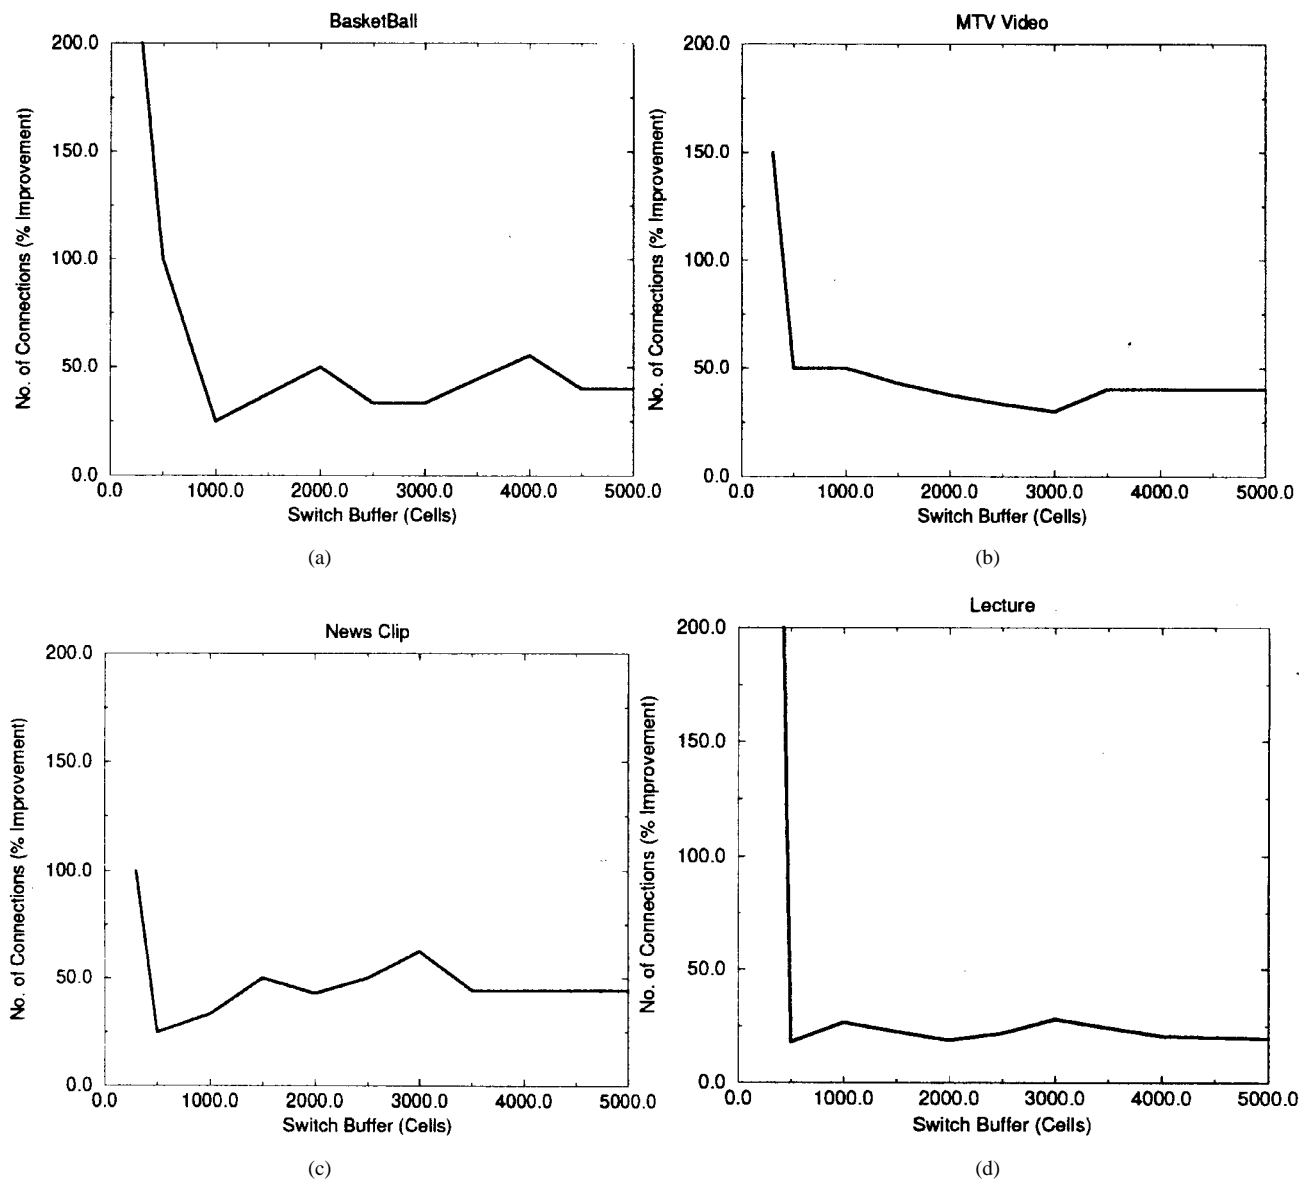 BasketBall
200.0
150.0
100.0
50.0
0.0
No. of Connections (% Improvement)
0.0 1000.0 2000.0 3000.0 4000.0 5000.0
Switch Buffer (Cells)
(a)
MTV Video
200.0
150.0
100.0
50.0
0.0
No. of Connections (% Improvement)
0.0 1000.0 2000.0 3000.0 4000.0 5000.0
Switch Buffer (Cells)
(b)
News Clip
200.0
150.0
100.0
50.0
0.0
No. of Connections (% Improvement)
0.0 1000.0 2000.0 3000.0 4000.0 5000.0
Switch Buffer (Cells)
(c)
Lecture
200.0
150.0
100.0
50.0
0.0
No. of Connections (% Improvement)
0.0 1000.0 2000.0 3000.0 4000.0 5000.0
Switch Buffer (Cells)
(d)